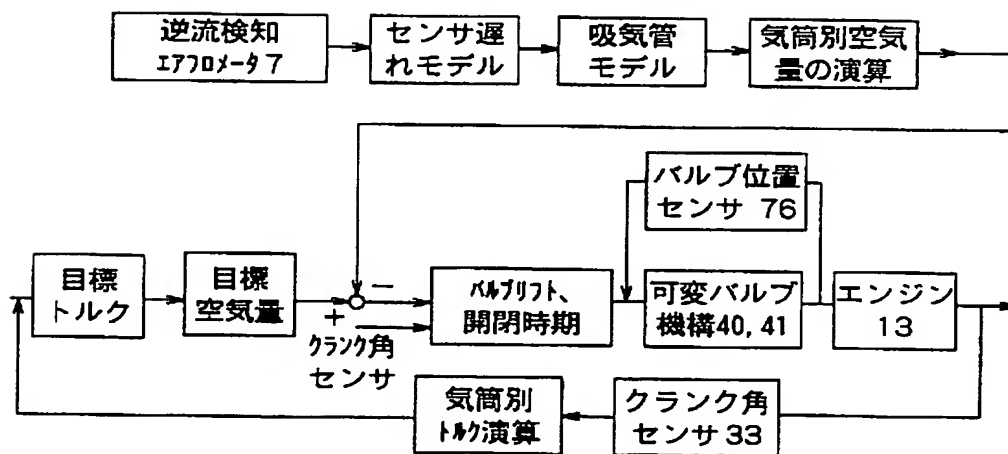 逆流検知
エアフロメータ7
センサ遅
れモデル
吸気管
モデル
気筒別空気
量の演算
バルブ位置
センサ 76
目標
トルク
目標
空気量
−
+
クランク角
センサ
バルブリフト、
開閉時期
可変バルブ
機構40,41
エンジン
13
気筒別
トルク演算
クランク角
センサ33